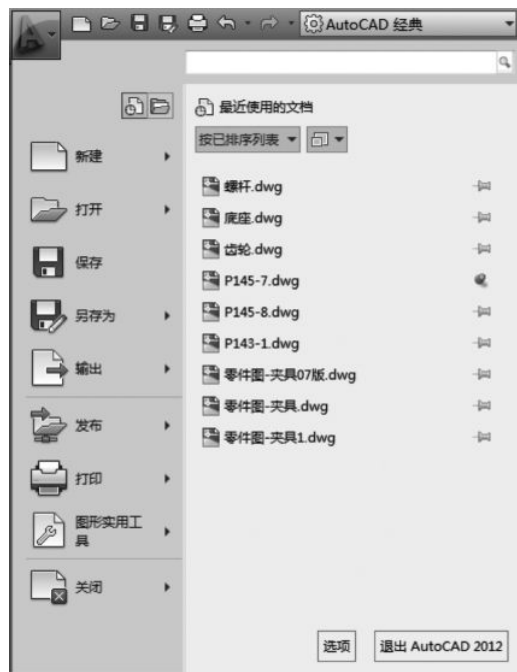 AutoCAD 经典
最近使用的文档
按已排序列表
新建
打开
保存
另存为
输出
发布
打印
图形实用工
具
关闭
螺杆.dwg
底座.dwg
齿轮.dwg
P145-7.dwg
P145-8.dwg
P143-1.dwg
零件图-夹具07版.dwg
零件图-夹具.dwg
零件图-夹具1.dwg
选项
退出 AutoCAD 2012